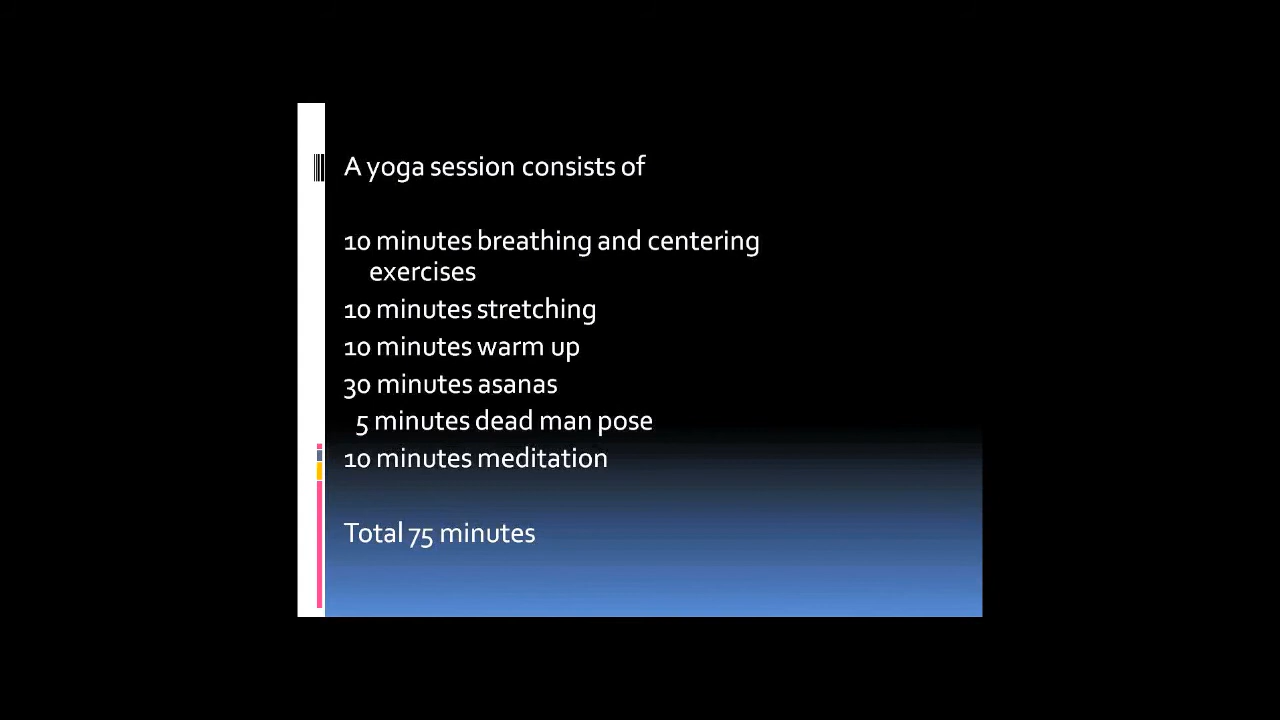 A yoga session consists of
10 minutes breathing and centering
exercises
10 minutes stretching
10 minutes warm up
30 minutes asanas
5 minutes dead man pose
10 minutes meditation
Total 75 minutes